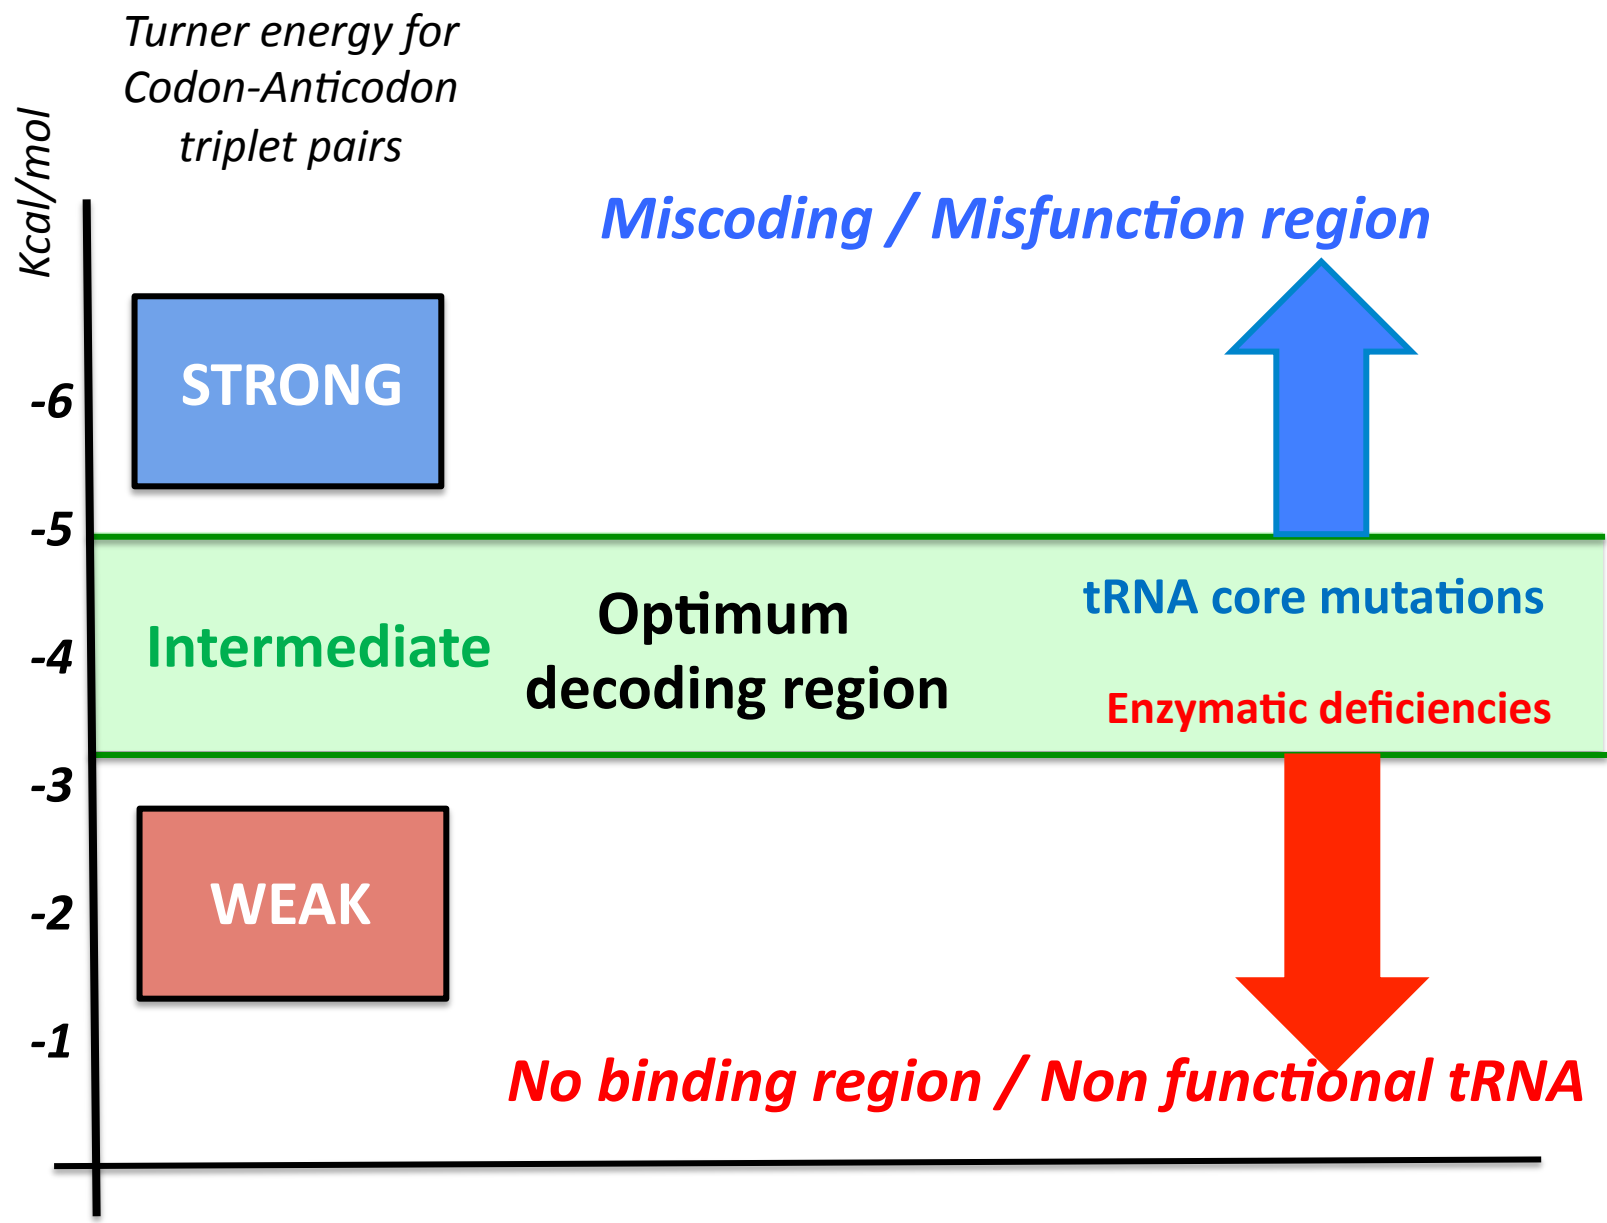 Turner energy for
Codon-Anticodon
triplet pairs
Kcal/mol
Miscoding / Misfunction region
STRONG
-6
-5
tRNA core mutations
Optimum
Intermediate
-4
decoding region
Enzymatic deficiencies
-3
WEAK
-2
-1
No binding region / Non functional tRNA